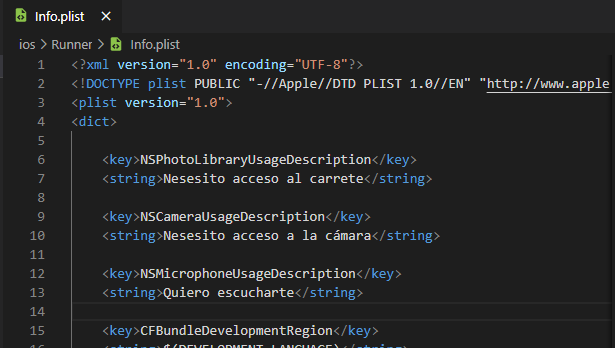 Info.plist ×
ios > Runner > Info.plist
1 <?xml version="1.0" encoding="UTF-8"?>
2 <!DOCTYPE plist PUBLIC "-//Apple//DTD PLIST 1.0//EN" "http://www.apple
3 <plist version="1.0">
4 <dict>
5
6 <key>NSPhotoLibraryUsageDescription</key>
7 <string>Nesesito acceso al carrete</string>
8
9 <key>NSCameraUsageDescription</key>
10 <string>Nesesito acceso a la cámara</string>
11
12 <key>NSMicrophoneUsageDescription</key>
13 <string>Quiero escucharte</string>
14
15 <key>CFBundleDevelopmentRegion</key>
16 <string>$(DEVELOPMENT_LANGUAGE)</string>